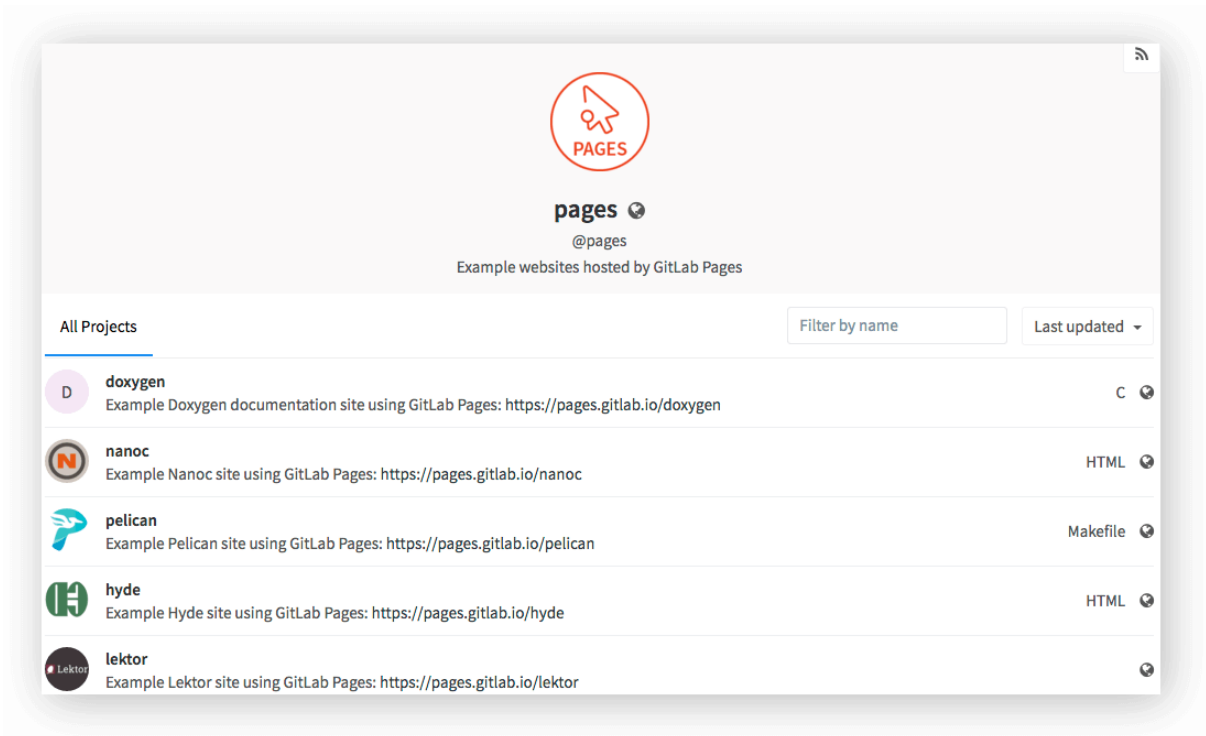 PAGES
pages
@pages
Example websites hosted by GitLab Pages
All Projects
Filter by name
Last updated
D
doxygen
Example Doxygen documentation site using GitLab Pages: https://pages.gitlab.io/doxygen
C
N
nanoc
Example Nanoc site using GitLab Pages: https://pages.gitlab.io/nanoc
HTML
pelican
Example Pelican site using GitLab Pages: https://pages.gitlab.io/pelican
Makefile
hyde
Example Hyde site using GitLab Pages: https://pages.gitlab.io/hyde
HTML
Lektor
lektor
Example Lektor site using GitLab Pages: https://pages.gitlab.io/lektor